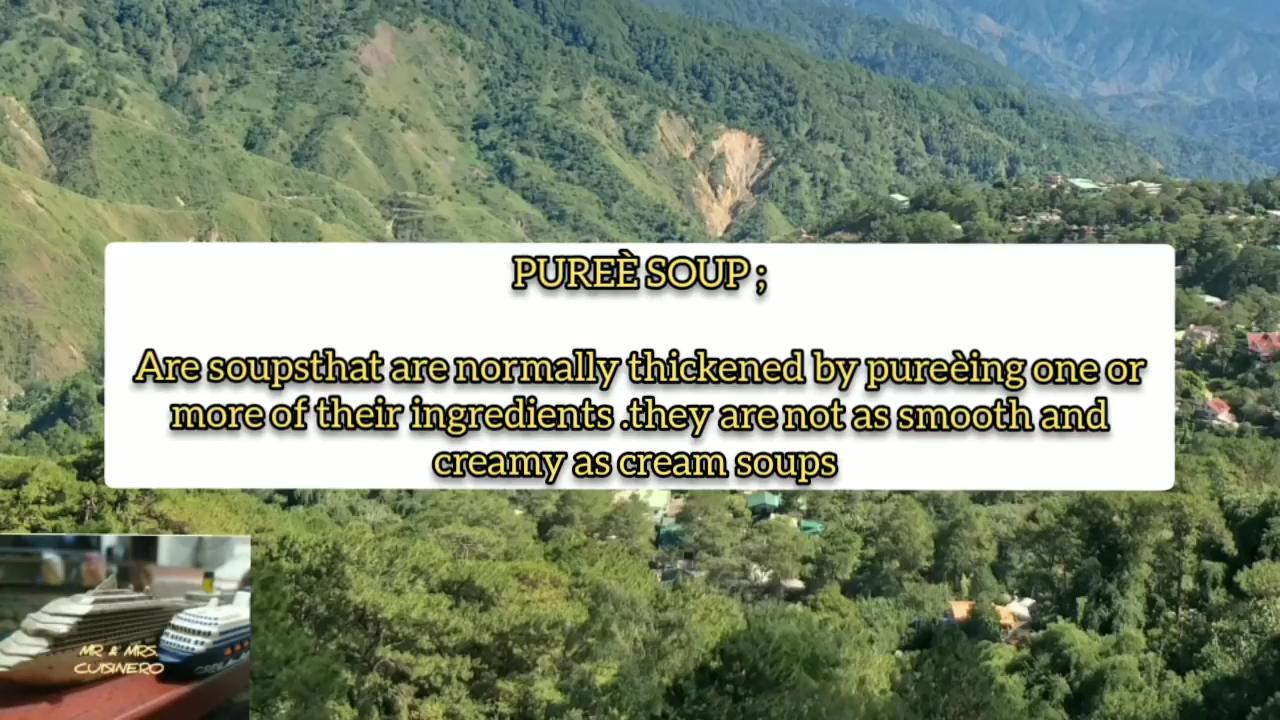 PUREÈ SOUP ;
Are soupsthat are normally thickened by pureèing one or
more of their ingredients .they are not as smooth and
creamy as cream soups
MR & MRS.
CUISINERO